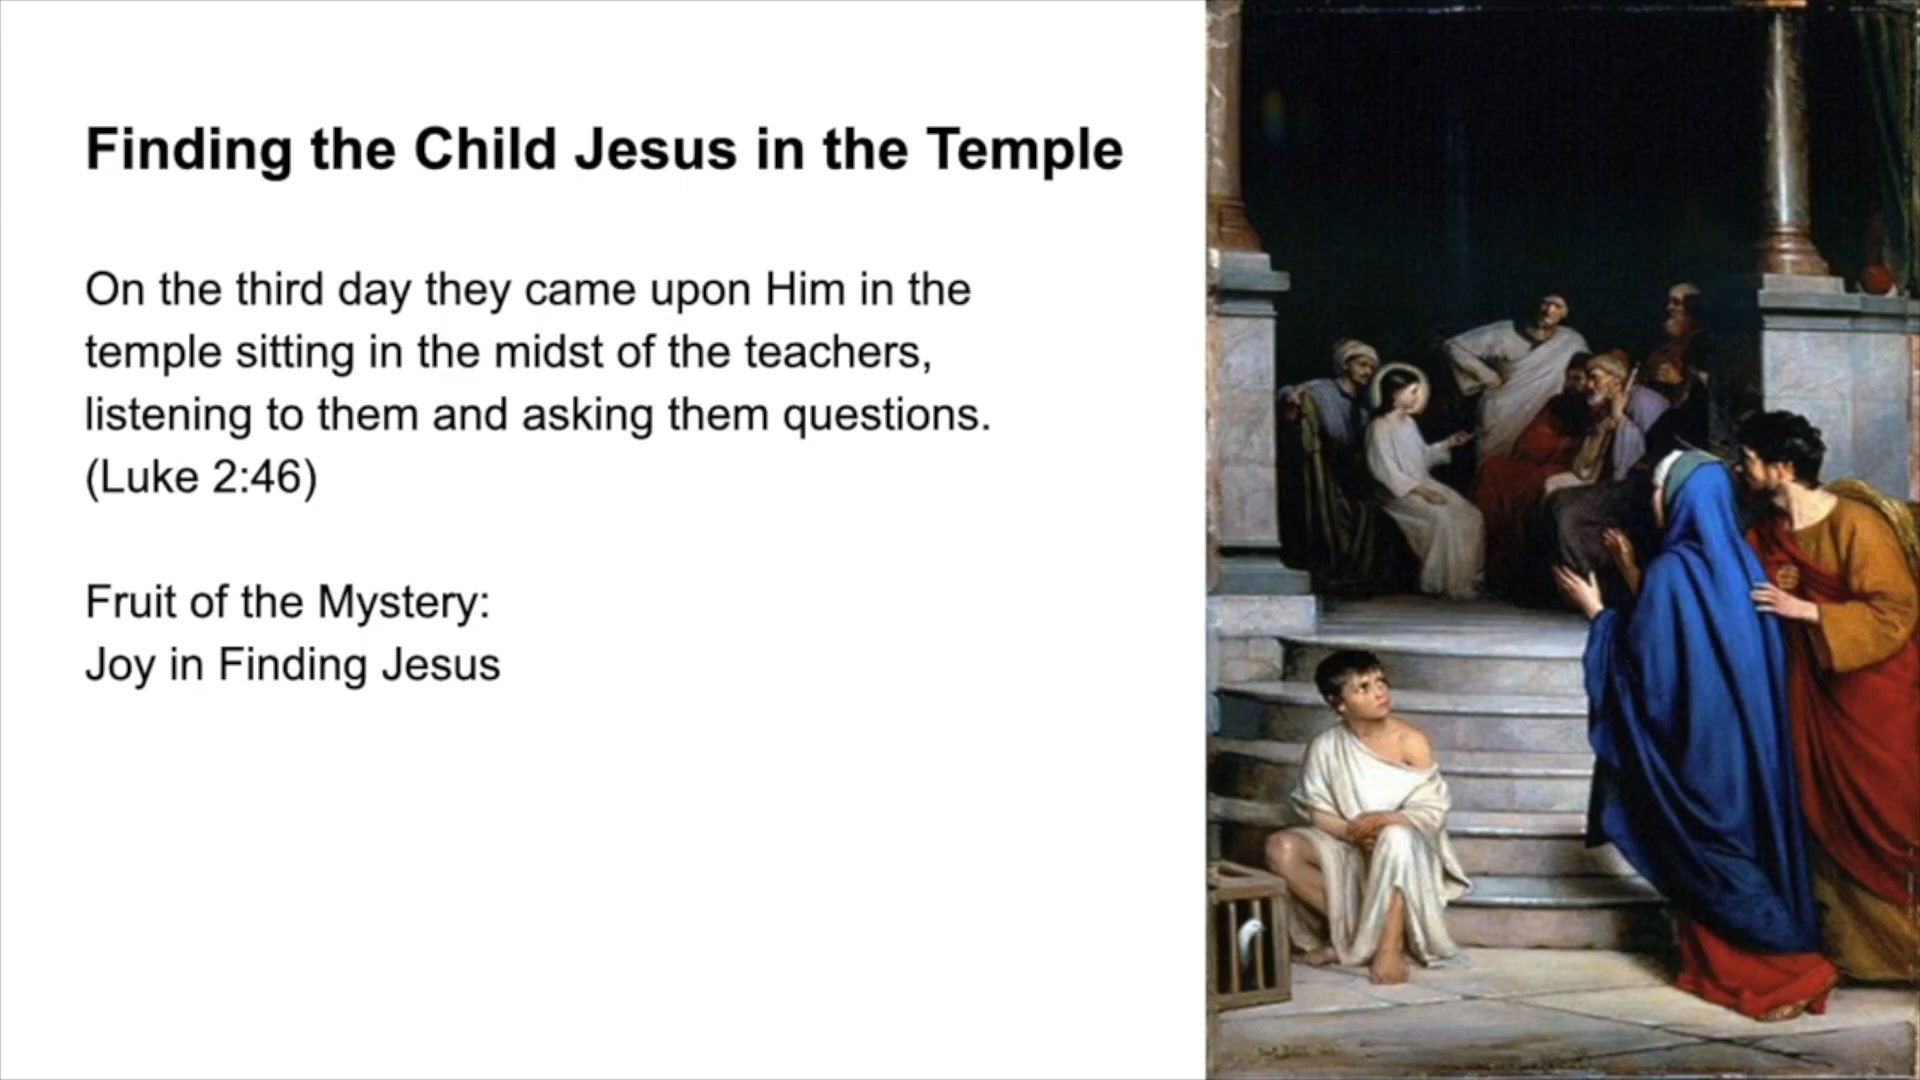 Finding the Child Jesus in the Temple
On the third day they came upon Him in the
temple sitting in the midst of the teachers,
listening to them and asking them questions.
(Luke 2:46)
Fruit of the Mystery:
Joy in Finding Jesus